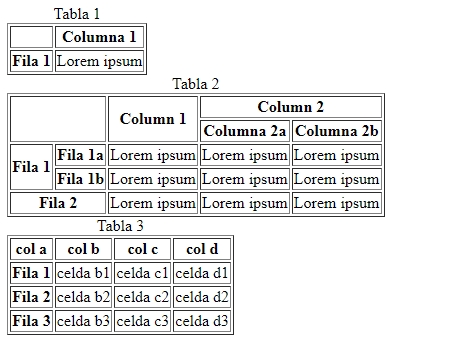 Tabla 1
Columna 1
Fila 1 Lorem ipsum
Tabla 2
Column 1 Column 2
Columna 2a Columna 2b
Fila 1 Fila 1a Lorem ipsum Lorem ipsum Lorem ipsum
Fila 1b Lorem ipsum Lorem ipsum Lorem ipsum
Fila 2 Lorem ipsum Lorem ipsum Lorem ipsum
Tabla 3
col a col b col c col d
Fila 1 celda b1 celda c1 celda d1
Fila 2 celda b2 celda c2 celda d2
Fila 3 celda b3 celda c3 celda d3